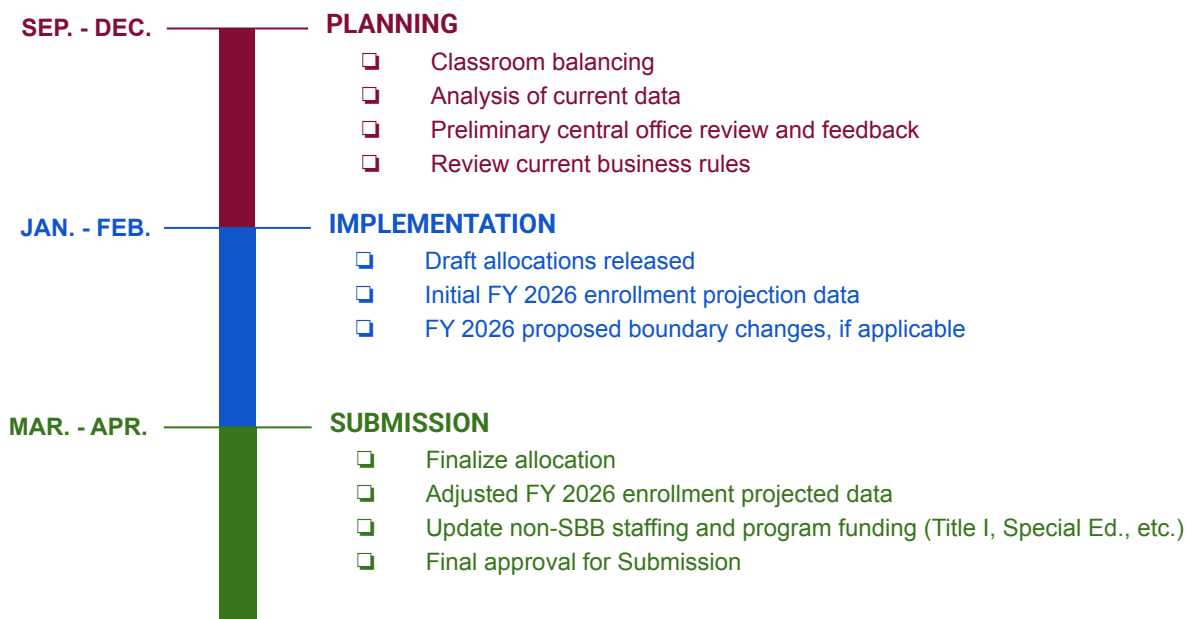 SEP. - DEC.
PLANNING
❏ Classroom balancing
❏ Analysis of current data
❏ Preliminary central office review and feedback
❏ Review current business rules
JAN. - FEB.
IMPLEMENTATION
❏ Draft allocations released
❏ Initial FY 2026 enrollment projection data
❏ FY 2026 proposed boundary changes, if applicable
MAR. - APR.
SUBMISSION
❏ Finalize allocation
❏ Adjusted FY 2026 enrollment projected data
❏ Update non-SBB staffing and program funding (Title I, Special Ed., etc.)
❏ Final approval for Submission